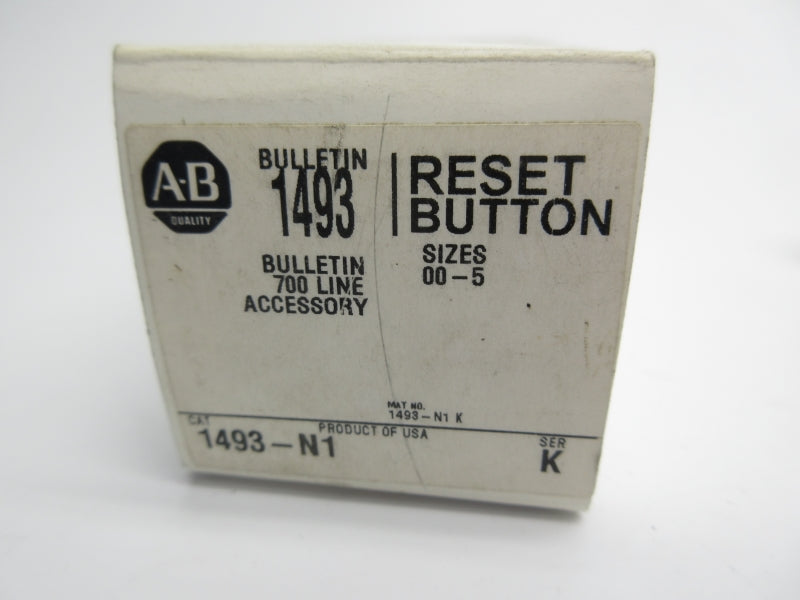 A-B
QUALITY
BULLETIN
1493
BULLETIN
700 LINE
ACCESSORY
RESET
BUTTON
SIZES
00-5
MAT NO.
1493-N1 K
CAT
1493-N1
PRODUCT OF USA
SER
K